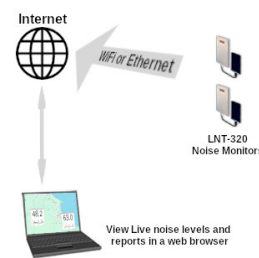 Internet
WiFi or Ethernet
LNT-320
Noise Monitors
48.2
63.0
View Live noise levels and
reports in a web browser